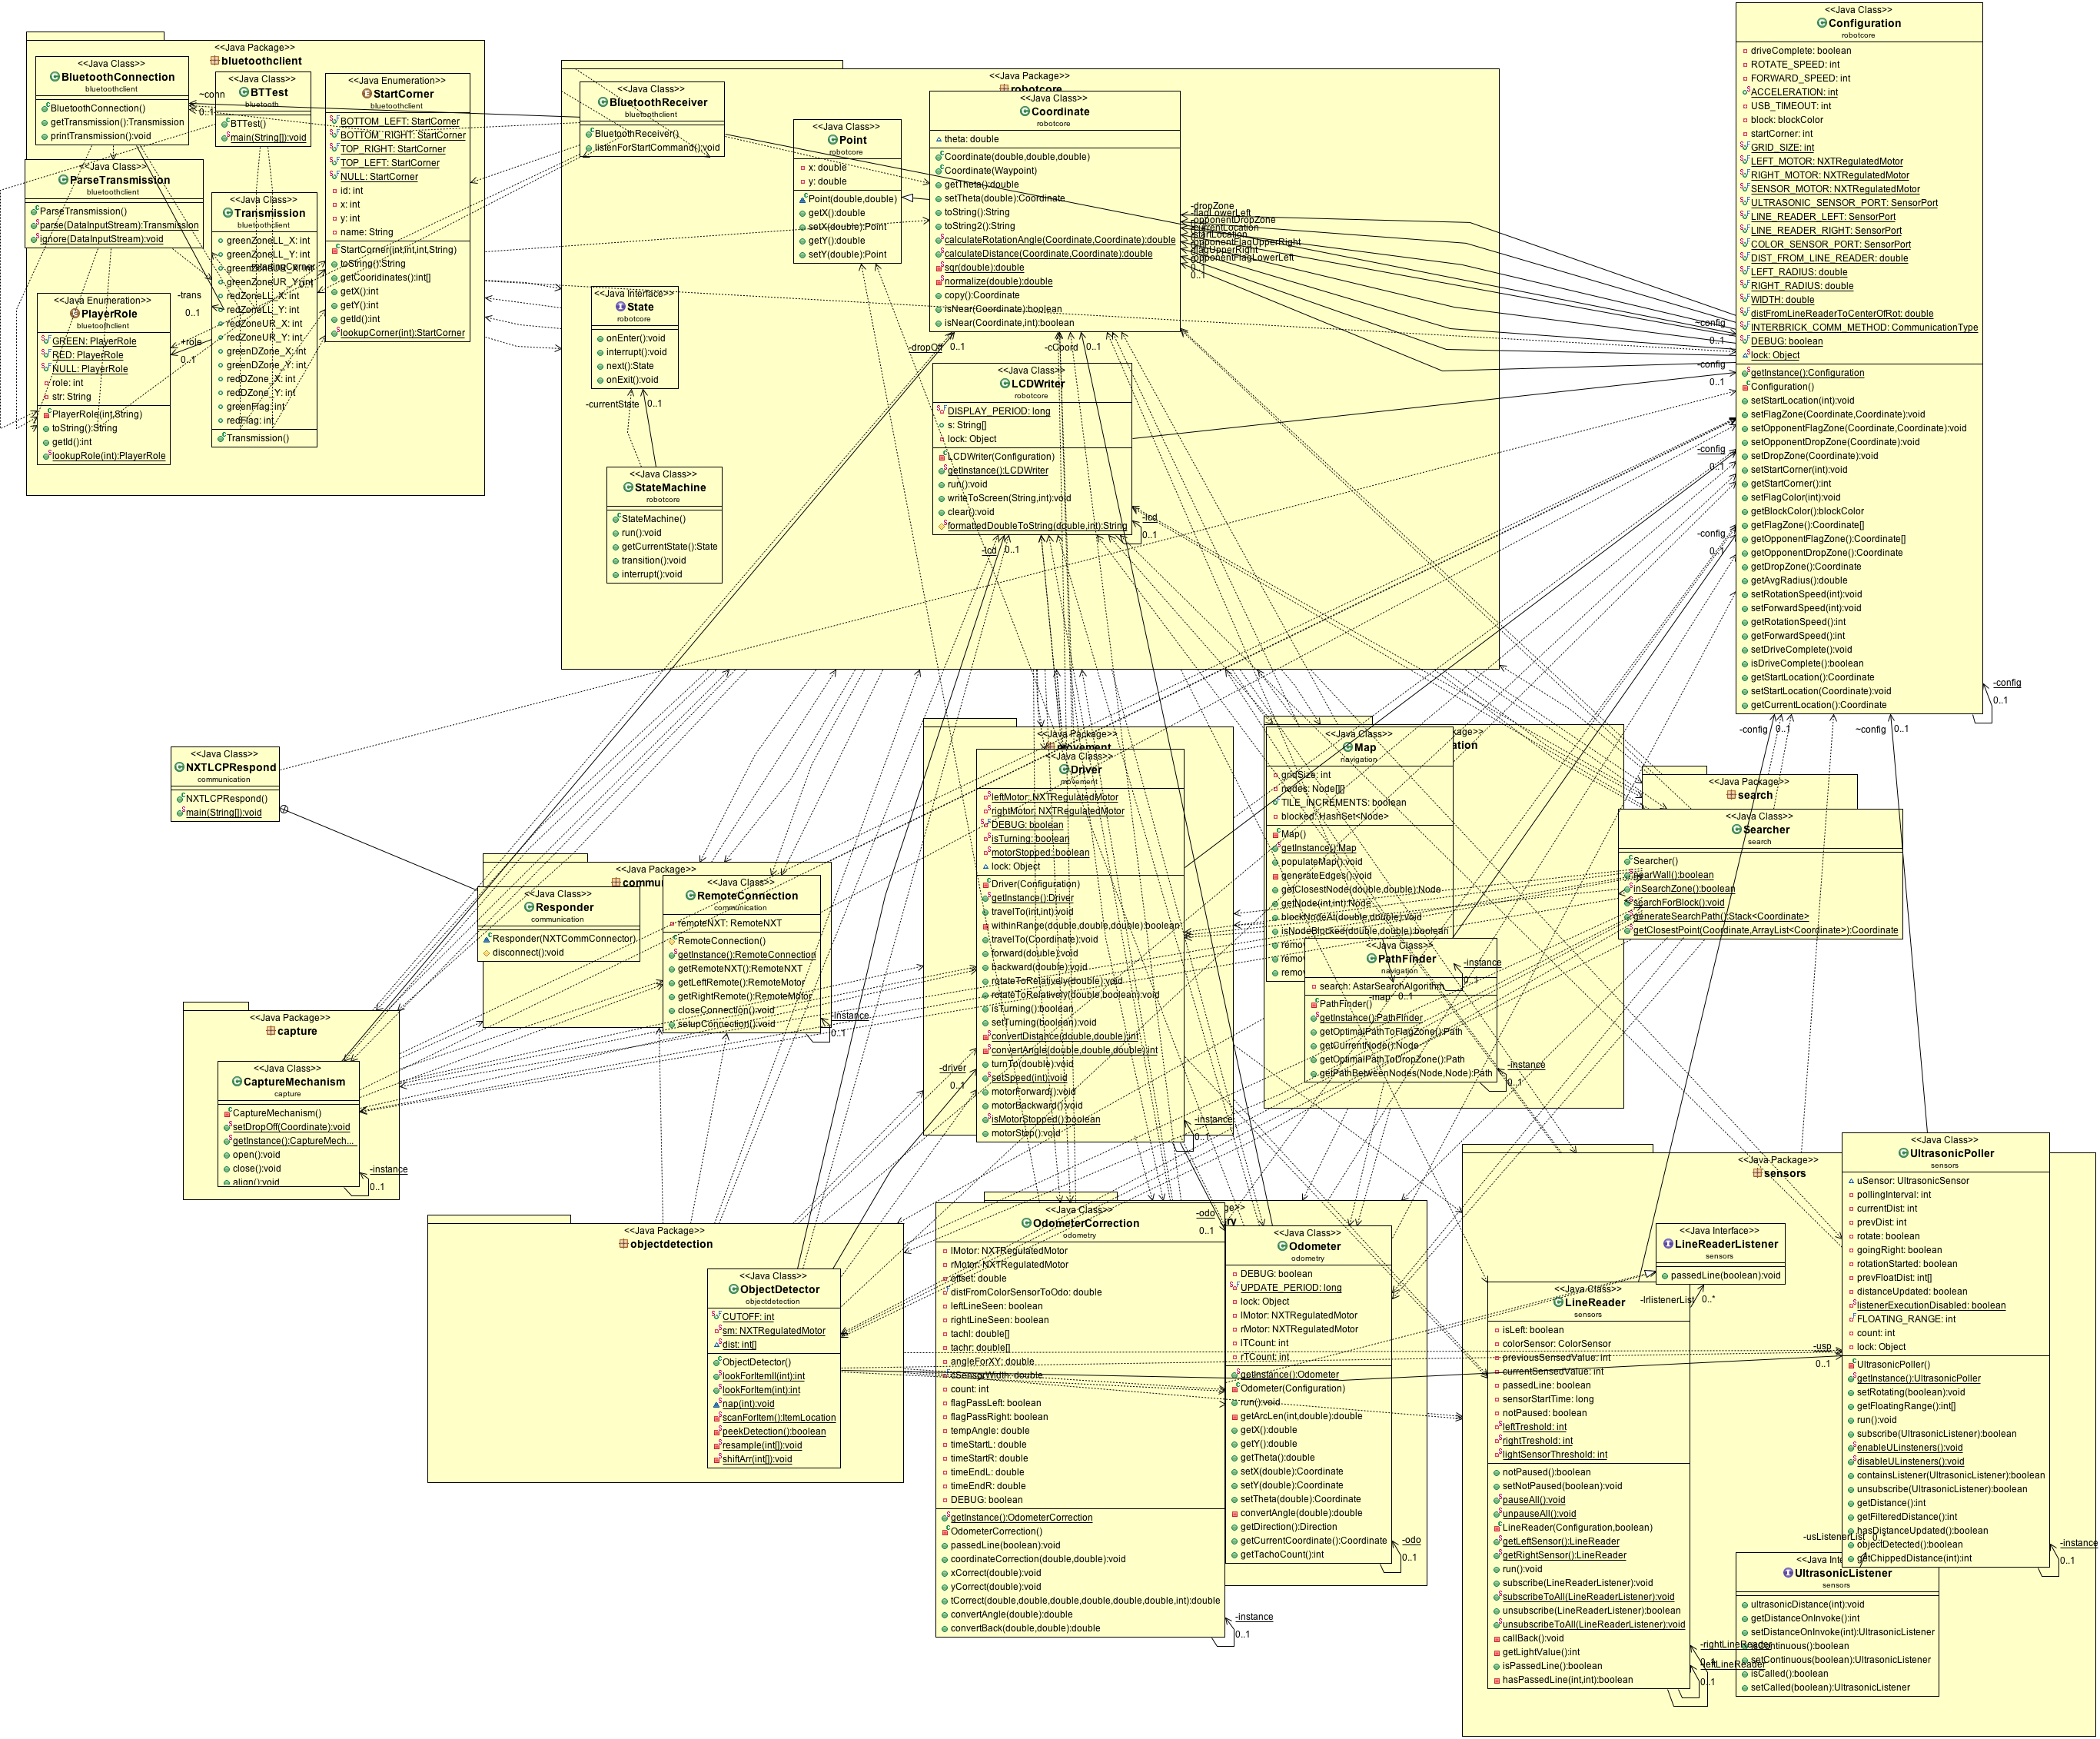 <<Java Package>>
bluetoothclient
<<Java Class>>
BluetoothConnection
bluetoothclient
BluetoothConnection()
getTransmission():Transmission
printTransmission():void
<<Java Class>>
BTTest
bluetooth
BTTest()
main(String[]):void
<<Java Enumeration>>
StartCorner
bluetoothclient
BOTTOM_LEFT: StartCorner
BOTTOM_RIGHT: StartCorner
TOP_RIGHT: StartCorner
TOP_LEFT: StartCorner
NULL: StartCorner
id: int
x: int
y: int
name: String
StartCorner(int,int,int,String)
toString():String
getCooridinates():int[]
getX():int
getY():int
getId():int
lookupCorner(int):StartCorner
<<Java Class>>
ParseTransmission
bluetoothclient
ParseTransmission()
parse(DataInputStream):Transmission
ignore(DataInputStream):void
<<Java Class>>
Transmission
bluetoothclient
greenZoneLL_X: int
greenZoneLL_Y: int
greenZoneUR_Y: int
redZoneLL_X: int
redZoneLL_Y: int
redZoneUR_X: int
redZoneUR_Y: int
greenDZone_X: int
greenDZone_Y: int
redDZone_X: int
redDZone_Y: int
greenFlag: int
redFlag: int
Transmission()
<<Java Enumeration>>
PlayerRole
bluetoothclient
GREEN: PlayerRole
RED: PlayerRole
NULL: PlayerRole
role: int
str: String
PlayerRole(int,String)
toString():String
getId():int
lookupRole(int):PlayerRole
~conn
0..1
-trans
0..1
+role
0..1
<<Java Package>>
robotcore
<<Java Class>>
BluetoothReceiver
bluetoothclient
BluetoothReceiver()
listenForStartCommand():void
<<Java Class>>
Point
robotcore
x: double
y: double
Point(double,double)
getX():double
setX(double):Point
getY():double
setY(double):Point
<<Java Class>>
Coordinate
robotcore
theta: double
Coordinate(double,double,double)
Coordinate(Waypoint)
getTheta():double
setTheta(double):Coordinate
toString():String
toString2():String
calculateRotationAngle(Coordinate,Coordinate):double
calculateDistance(Coordinate,Coordinate):double
sqr(double):double
normalize(double):double
copy():Coordinate
isNear(Coordinate):boolean
isNear(Coordinate,int):boolean
-dropZone
-flagLowerLeft
-opponentDropZone
-currentLocation
-startLocation
-opponentFlagUpperRight
-flagUpperRight
-opponentFlagLowerLeft
0..1
<<Java Interface>>
State
robotcore
onEnter():void
interrupt():void
next():State
onExit():void
-currentState
0..1
<<Java Class>>
StateMachine
robotcore
StateMachine()
run():void
getCurrentState():State
transition():void
interrupt():void
-dropOff
0..1
-cCoord
0..1
<<Java Class>>
LCDWriter
robotcore
DISPLAY_PERIOD: long
s: String[]
lock: Object
LCDWriter(Configuration)
getInstance():LCDWriter
run():void
writeToScreen(String,int):void
clear():void
formattedDoubleToString(double,int):String
-lcd
0..1
-lcd
0..1
<<Java Class>>
Configuration
robotcore
driveComplete: boolean
ROTATE_SPEED: int
FORWARD_SPEED: int
ACCELERATION: int
USB_TIMEOUT: int
block: blockColor
startCorner: int
GRID_SIZE: int
LEFT_MOTOR: NXTRegulatedMotor
RIGHT_MOTOR: NXTRegulatedMotor
SENSOR_MOTOR: NXTRegulatedMotor
ULTRASONIC_SENSOR_PORT: SensorPort
LINE_READER_LEFT: SensorPort
LINE_READER_RIGHT: SensorPort
COLOR_SENSOR_PORT: SensorPort
DIST_FROM_LINE_READER: double
LEFT_RADIUS: double
RIGHT_RADIUS: double
WIDTH: double
distFromLineReaderToCenterOfRot: double
INTERBRICK_COMM_METHOD: CommunicationType
DEBUG: boolean
lock: Object
getInstance():Configuration
Configuration()
setStartLocation(int):void
setFlagZone(Coordinate,Coordinate):void
setOpponentFlagZone(Coordinate,Coordinate):void
setOpponentDropZone(Coordinate):void
setDropZone(Coordinate):void
setStartCorner(int):void
getStartCorner():int
setFlagColor(int):void
getBlockColor():blockColor
getFlagZone():Coordinate[]
getOpponentFlagZone():Coordinate[]
getOpponentDropZone():Coordinate
getDropZone():Coordinate
getAvgRadius():double
setRotationSpeed(int):void
setForwardSpeed(int):void
getRotationSpeed():int
getForwardSpeed():int
setDriveComplete():void
isDriveComplete():boolean
getStartLocation():Coordinate
setStartLocation(Coordinate):void
getCurrentLocation():Coordinate
~config
0..1
-config
0..1
-config
0..1
-config
0..1
-config
0..1
-config
0..1
~config
0..1
<<Java Class>>
NXTLCPRespond
communication
NXTLCPRespond()
main(String[]):void
<<Java Package>>
<<Java Class>>
Responder
communication
Responder(NXTCommConnector)
disconnect():void
<<Java Class>>
RemoteConnection
communication
remoteNXT: RemoteNXT
RemoteConnection()
getInstance():RemoteConnection
getRemoteNXT():RemoteNXT
getLeftRemote():RemoteMotor
getRightRemote():RemoteMotor
closeConnection():void
setupConnection():void
-instance
0..1
<<Java Package>>
capture
<<Java Class>>
CaptureMechanism
capture
CaptureMechanism()
setDropOff(Coordinate):void
getInstance():CaptureMech...
open():void
close():void
align():void
-instance
0..1
<<Java Package>>
movement
<<Java Class>>
Driver
movement
leftMotor: NXTRegulatedMotor
rightMotor: NXTRegulatedMotor
DEBUG: boolean
isTurning: boolean
motorStopped: boolean
lock: Object
Driver(Configuration)
getInstance():Driver
travelTo(int,int):void
withinRange(double,double,double):boolean
travelTo(Coordinate):void
forward(double):void
backward(double):void
rotateToRelatively(double):void
rotateToRelatively(double,boolean):void
isTurning():boolean
setTurning(boolean):void
convertDistance(double,double):int
convertAngle(double,double,double):int
turnTo(double):void
setSpeed(int):void
motorForward():void
motorBackward():void
isMotorStopped():boolean
motorStop():void
-driver
0..1
-instance
0..1
<<Java Class>>
Map
navigation
gridSize: int
nodes: Node[][]
TILE_INCREMENTS: boolean
blocked: HashSet<Node>
Map()
getInstance():Map
populateMap():void
generateEdges():void
getClosestNode(double,double):Node
getNode(int,int):Node
blockNodeAt(double,double):void
isNodeBlocked(double,double):boolean
<<Java Class>>
PathFinder
navigation
search: AstarSearchAlgorithm
PathFinder()
getInstance():PathFinder
getOptimalPathToFlagZone():Path
getCurrentNode():Node
getOptimalPathToDropZone():Path
getPathBetweenNodes(Node,Node):Path
-instance
0..1
-map
0..1
-instance
0..1
<<Java Package>>
search
<<Java Class>>
Searcher
search
Searcher()
nearWall():boolean
inSearchZone():boolean
searchForBlock():void
generateSearchPath():Stack<Coordinate>
getClosestPoint(Coordinate,ArrayList<Coordinate>):Coordinate
<<Java Package>>
objectdetection
<<Java Class>>
ObjectDetector
objectdetection
CUTOFF: int
sm: NXTRegulatedMotor
dist: int[]
ObjectDetector()
lookForItemII(int):int
lookForItem(int):int
nap(int):void
scanForItem():ItemLocation
peekDetection():boolean
resample(int[]):void
shiftArr(int[]):void
<<Java Class>>
OdometerCorrection
odometry
lMotor: NXTRegulatedMotor
rMotor: NXTRegulatedMotor
offset: double
distFromColorSensorToOdo: double
leftLineSeen: boolean
rightLineSeen: boolean
tachl: double[]
tachr: double[]
angleForXY: double
cSensorWidth: double
count: int
flagPassLeft: boolean
flagPassRight: boolean
tempAngle: double
timeStartL: double
timeStartR: double
timeEndL: double
timeEndR: double
DEBUG: boolean
getInstance():OdometerCorrection
OdometerCorrection()
passedLine(boolean):void
coordinateCorrection(double,double):void
xCorrect(double):void
yCorrect(double):void
tCorrect(double,double,double,double,double,double,int):double
convertAngle(double):double
convertBack(double,double):double
-instance
0..1
-odo
0..1
<<Java Class>>
Odometer
odometry
DEBUG: boolean
UPDATE_PERIOD: long
lock: Object
lMotor: NXTRegulatedMotor
rMotor: NXTRegulatedMotor
lTCount: int
rTCount: int
getInstance():Odometer
Odometer(Configuration)
run():void
getArcLen(int,double):double
getX():double
getY():double
getTheta():double
setX(double):Coordinate
setY(double):Coordinate
setTheta(double):Coordinate
convertAngle(double):double
getDirection():Direction
getCurrentCoordinate():Coordinate
getTachoCount():int
-odo
0..1
<<Java Package>>
sensors
<<Java Interface>>
LineReaderListener
sensors
passedLine(boolean):void
-lrlistenerList
0..*
<<Java Class>>
LineReader
sensors
isLeft: boolean
colorSensor: ColorSensor
previousSensedValue: int
currentSensedValue: int
passedLine: boolean
sensorStartTime: long
notPaused: boolean
leftTreshold: int
rightTreshold: int
lightSensorThreshold: int
notPaused():boolean
setNotPaused(boolean):void
pauseAll():void
unpauseAll():void
LineReader(Configuration,boolean)
getLeftSensor():LineReader
getRightSensor():LineReader
run():void
subscribe(LineReaderListener):void
subscribeToAll(LineReaderListener):void
unsubscribe(LineReaderListener):boolean
unsubscribeToAll(LineReaderListener):void
callBack():void
getLightValue():int
isPassedLine():boolean
hasPassedLine(int,int):boolean
-rightLineReader
-leftLineReader
0..1
<<Java Class>>
UltrasonicPoller
sensors
uSensor: UltrasonicSensor
pollingInterval: int
currentDist: int
prevDist: int
rotate: boolean
goingRight: boolean
rotationStarted: boolean
prevFloatDist: int[]
distanceUpdated: boolean
listenerExecutionDisabled: boolean
FLOATING_RANGE: int
count: int
lock: Object
UltrasonicPoller()
getInstance():UltrasonicPoller
setRotating(boolean):void
getFloatingRange():int[]
run():void
subscribe(UltrasonicListener):boolean
enableULinsteners():void
disableULinsteners():void
containsListener(UltrasonicListener):boolean
unsubscribe(UltrasonicListener):boolean
getDistance():int
getFilteredDistance():int
hasDistanceUpdated():boolean
objectDetected():boolean
getChippedDistance(int):int
-usp
0..1
-usListenerList
0..*
-instance
0..1
UltrasonicListener
sensors
ultrasonicDistance(int):void
getDistanceOnInvoke():int
setDistanceOnInvoke(int):UltrasonicListener
isContinuous():boolean
setContinuous(boolean):UltrasonicListener
isCalled():boolean
setCalled(boolean):UltrasonicListener